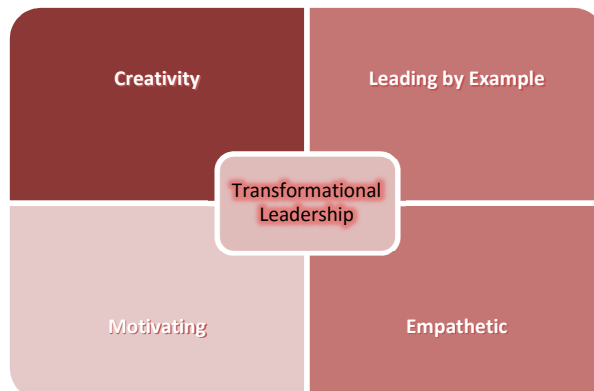 Creativity
Leading by Example
Transformational
Leadership
Motivating
Empathetic